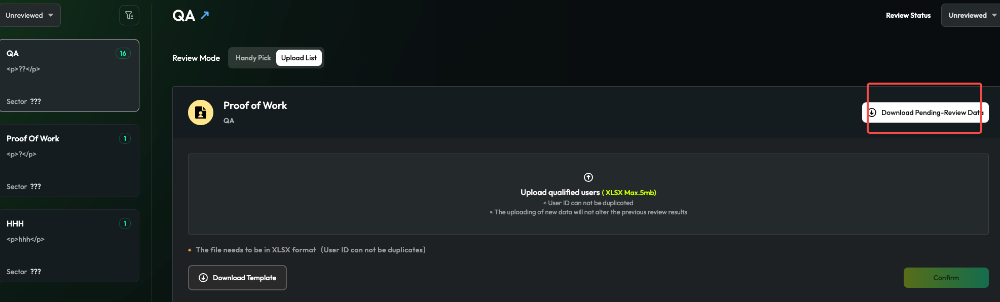 Unreviewed
QA
16
<p>??</p>
Sector ???
Proof Of Work
1
<p>?</p>
Sector ???
HHH
1
<p>hhh</p>
Sector ???
QA
Review Status
Unreviewed
Review Mode
Handy Pick
Upload List
Proof of Work
QA
Download Pending-Review Data
Upload qualified users ( XLSX Max.5mb)
* User ID can not be duplicated
* The uploading of new data will not alter the previous review results
* The file needs to be in XLSX format (User ID can not be duplicates)
Download Template
Confirm